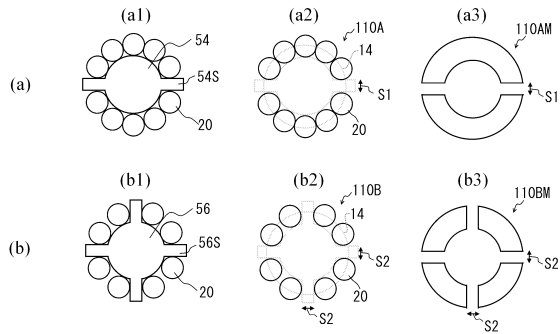 (a1)
(a2)
(a3)
54
110A
110AM
14
(a)
54S
S1
S1
20
20
(b1)
(b2)
(b3)
56
110B
110BM
14
(b)
56S
S2
S2
20
20
S2
S2